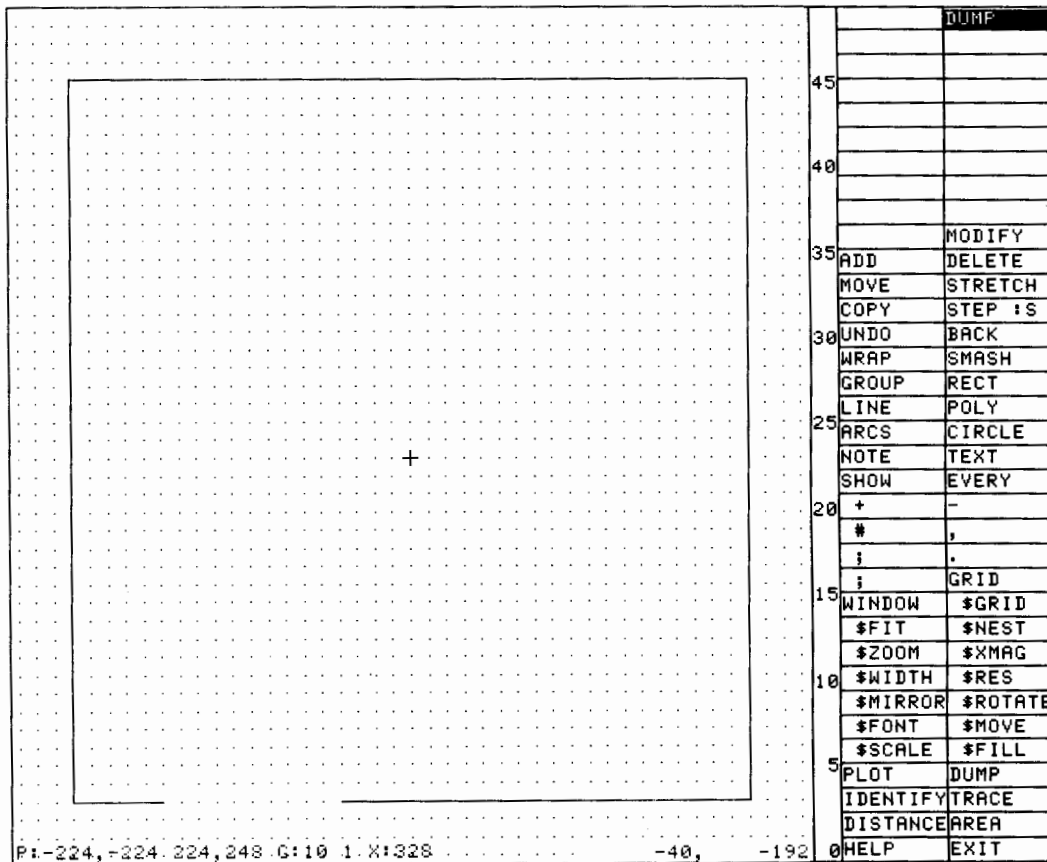 DUMP
45
40
MODIFY
35 ADD DELETE
MOVE STRETCH
COPY STEP :S
30 UNDO BACK
WRAP SMASH
GROUP RECT
LINE POLY
25 ARCS CIRCLE
NOTE TEXT
SHOW EVERY
20 + -
# ,
; .
; GRID
15 WINDOW $GRID
$FIT $NEST
$ZOOM $XMAG
10 $WIDTH $RES
$MIRROR $ROTATE
$FONT $MOVE
$SCALE $FILL
5 PLOT DUMP
IDENTIFY TRACE
DISTANCE AREA
P:-224,-224 224,248 G:10 1 X:328 -40, -192 0 HELP EXIT